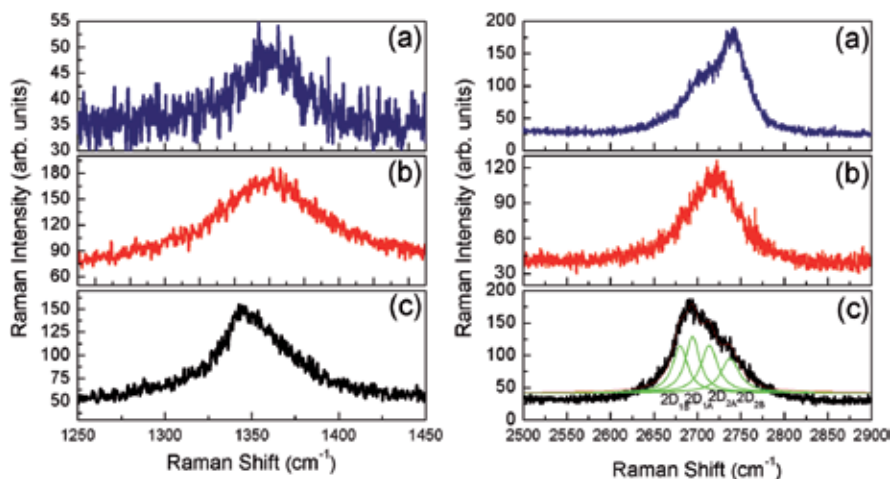 Raman Intensity (arb. units)
55
50
45
40
35
30
(a)
180
150
120
90
60
(b)
150
125
100
75
50
(c)
1250 1300 1350 1400 1450
Raman Shift (cm⁻¹)
Raman Intensity (arb. units)
200
150
100
50
0
(a)
120
90
60
30
(b)
200
150
100
50
0
(c)
2D₁B 2D₁A 2D₂A 2D₂B
2500 2550 2600 2650 2700 2750 2800 2850 2900
Raman Shift (cm⁻¹)